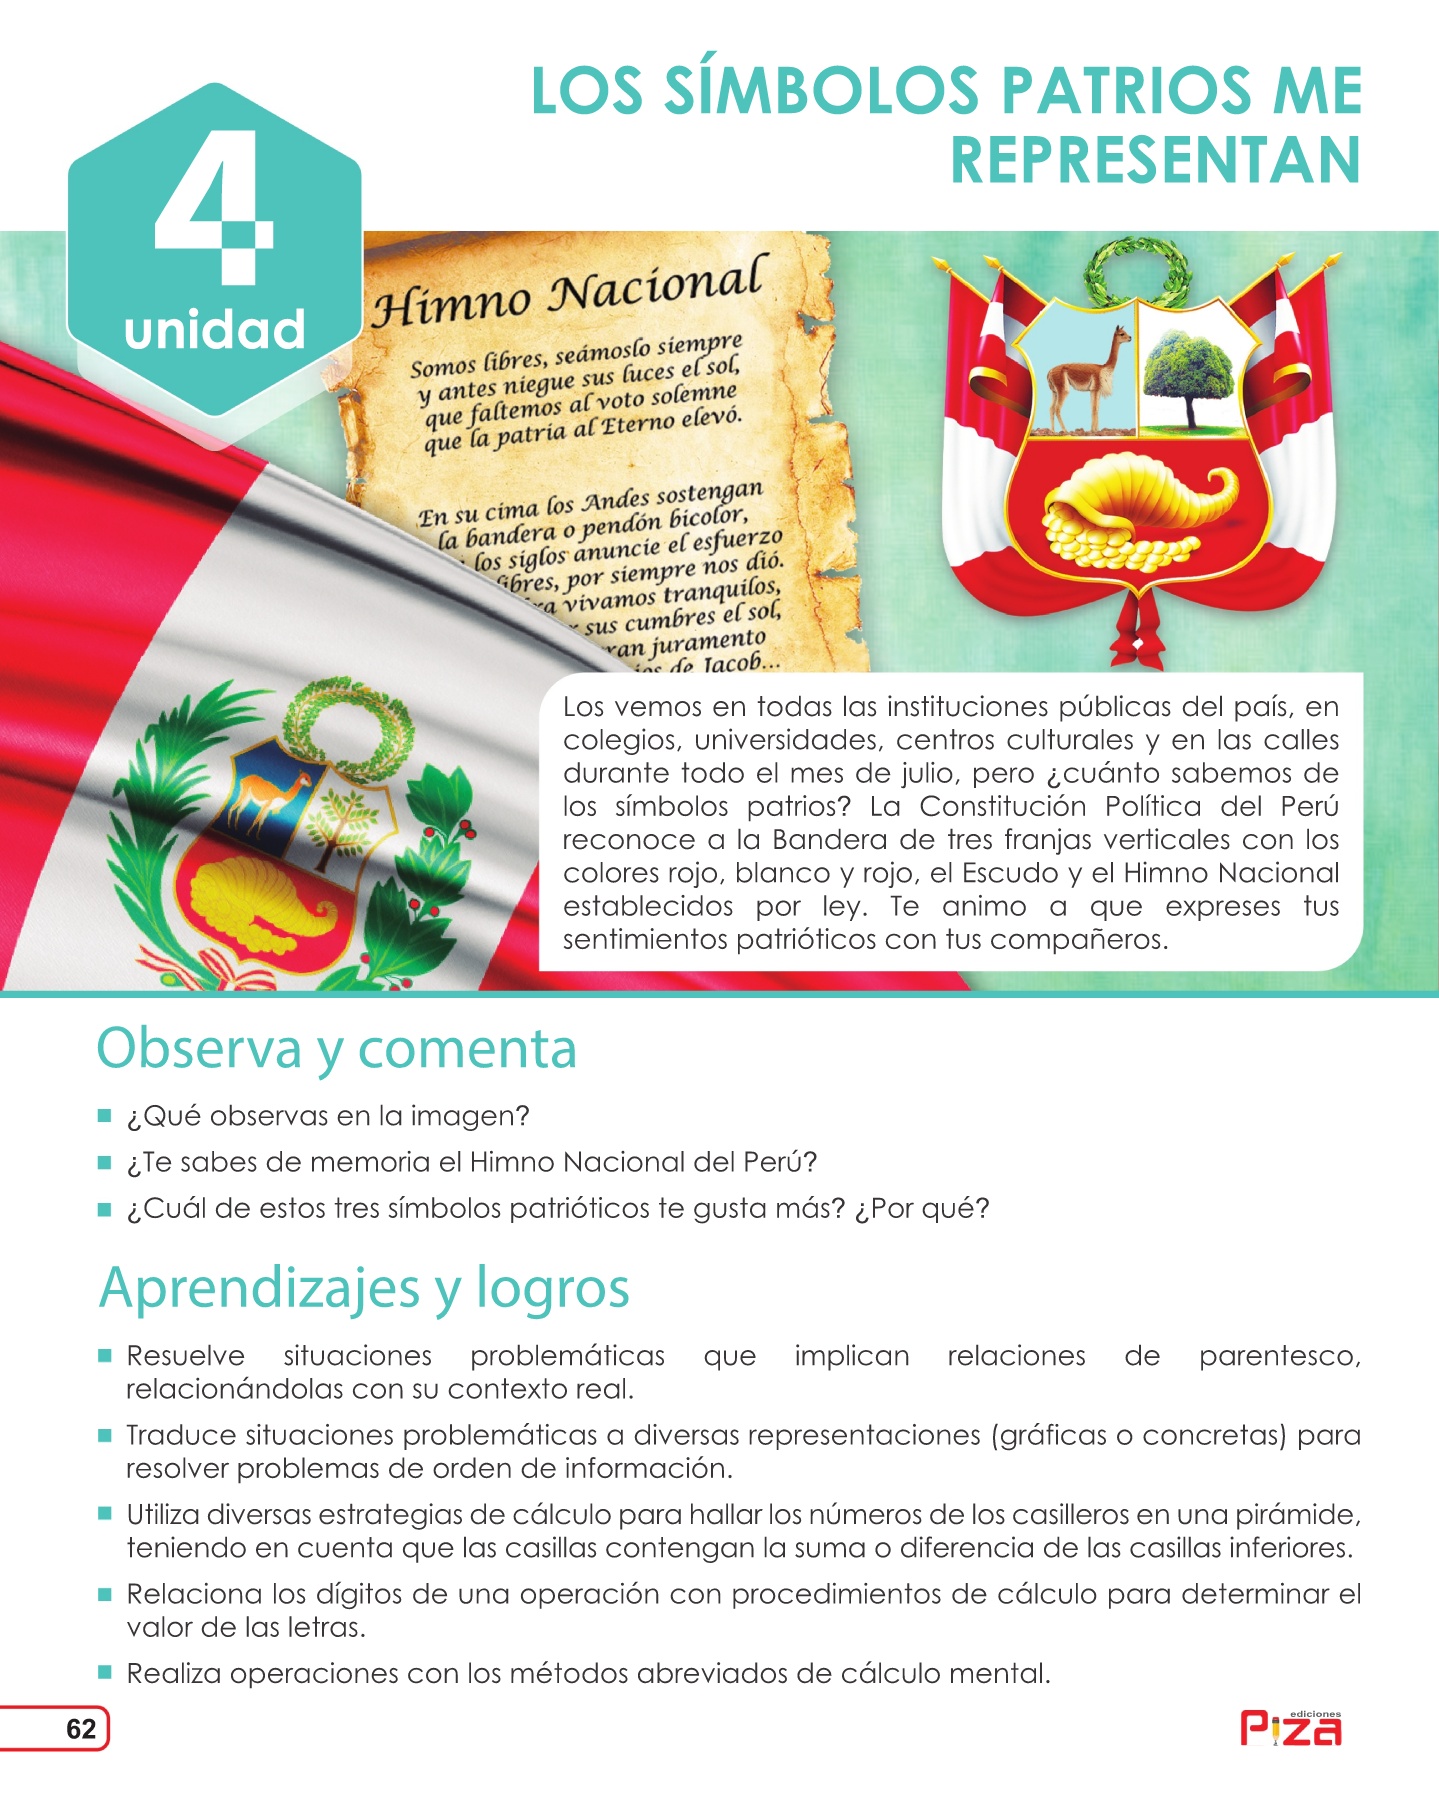 LOS SÍMBOLOS PATRIOS ME
REPRESENTAN
4
unidad
Himno Nacional
Somos libres, seámoslo siempre
y antes niegue sus luces el sol,
que faltemos al voto solemne
que la patria al Eterno elevó.
En su cima los Andes sostengan
la bandera o pendón bicolor,
los siglos anuncie el esfuerzo
libres, por siempre nos dió.
vivamos tranquilos,
sus cumbres el sol,
juramento
de Jacob...
Los vemos en todas las instituciones públicas del país, en
colegios, universidades, centros culturales y en las calles
durante todo el mes de julio, pero ¿cuánto sabemos de
los símbolos patrios? La Constitución Política del Perú
reconoce a la Bandera de tres franjas verticales con los
colores rojo, blanco y rojo, el Escudo y el Himno Nacional
establecidos por ley. Te animo a que expreses tus
sentimientos patrióticos con tus compañeros.
Observa y comenta
¿Qué observas en la imagen?
¿Te sabes de memoria el Himno Nacional del Perú?
¿Cuál de estos tres símbolos patrióticos te gusta más? ¿Por qué?
Aprendizajes y logros
Resuelve situaciones problemáticas que implican relaciones de parentesco,
relacionándolas con su contexto real.
Traduce situaciones problemáticas a diversas representaciones (gráficas o concretas) para
resolver problemas de orden de información.
Utiliza diversas estrategias de cálculo para hallar los números de los casilleros en una pirámide,
teniendo en cuenta que las casillas contengan la suma o diferencia de las casillas inferiores.
Relaciona los dígitos de una operación con procedimientos de cálculo para determinar el
valor de las letras.
Realiza operaciones con los métodos abreviados de cálculo mental.
62
ediciones
Piza